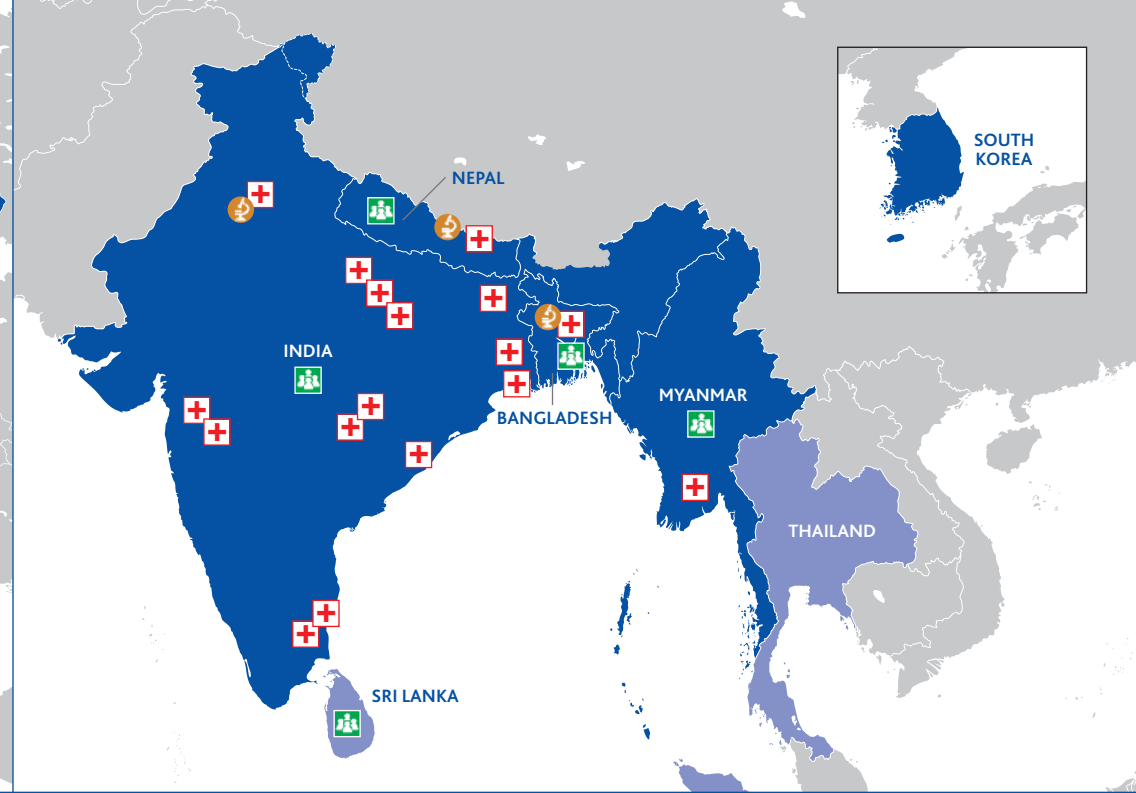 SOUTH
KOREA
NEPAL
INDIA
MYANMAR
BANGLADESH
THAILAND
SRI LANKA